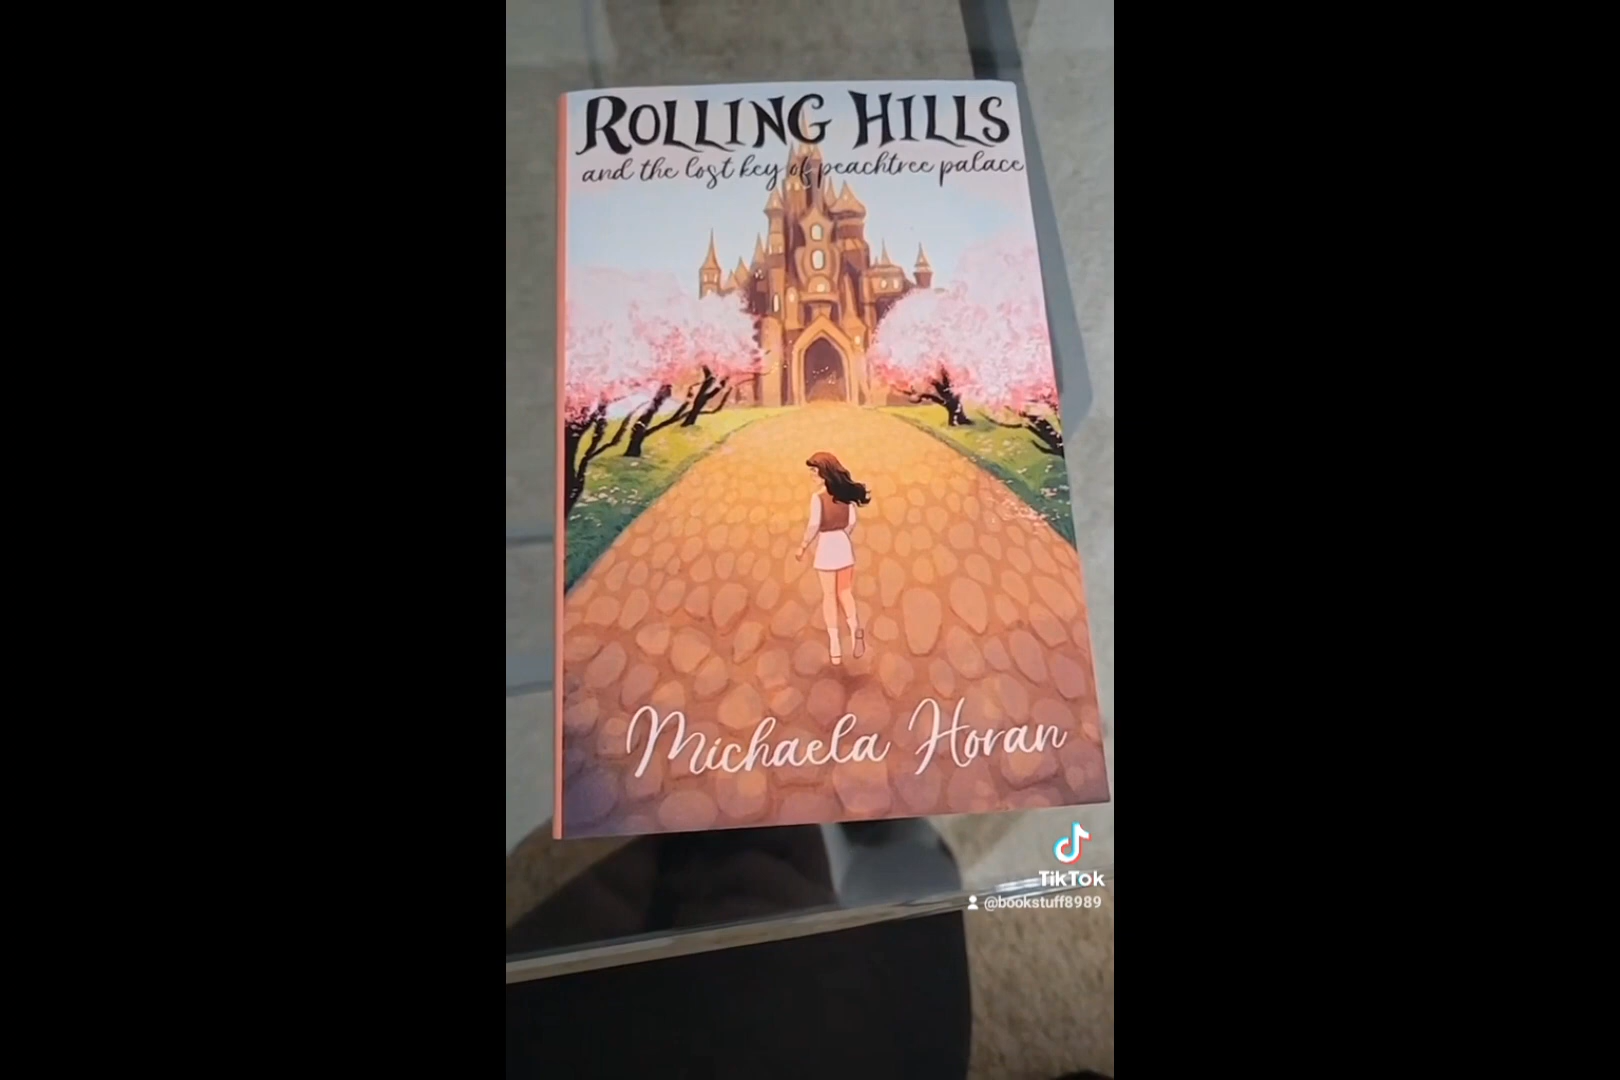 ROLLING HILLS
and the lost key of peachtree palace
Michaela Horan
TikTok
@bookstuff8989